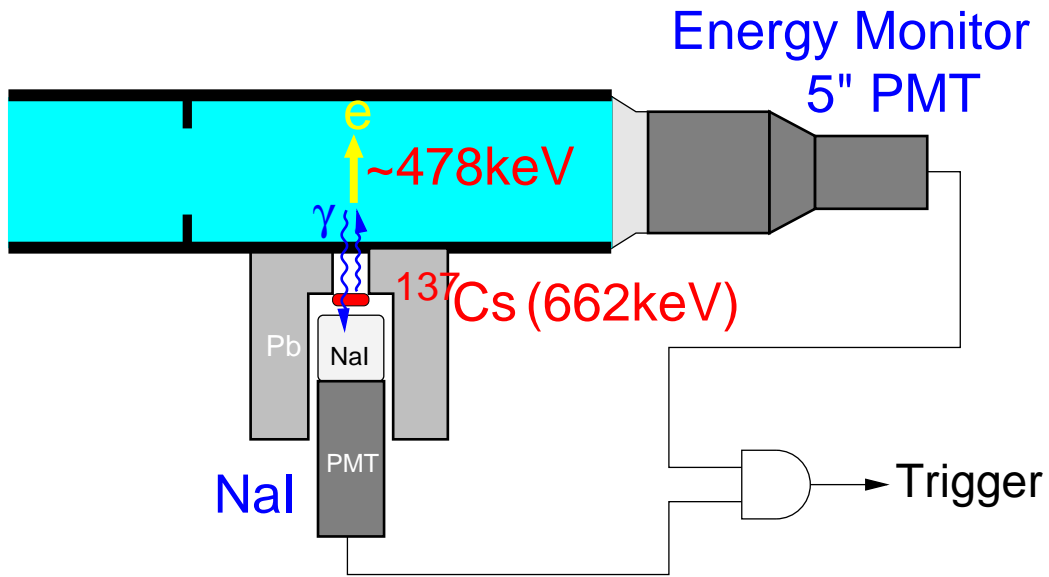 Energy Monitor
5" PMT
e
~478keV
γ
137Cs (662keV)
Pb
NaI
PMT
NaI
Trigger